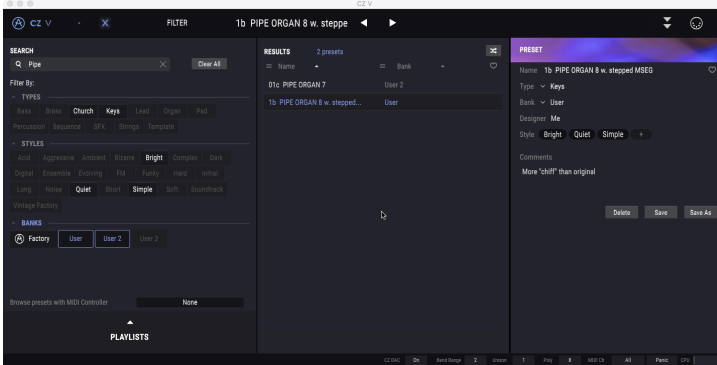 CZ V
CZ V X FILTER 1b PIPE ORGAN 8 w. steppe
SEARCH
Pipe Clear All
Filter By:
TYPES
Bass Brass Church Keys Lead Organ Pad
Percussion Sequence SFX Strings Template
STYLES
Acid Aggressive Ambient Bizarre Bright Complex Dark
Digital Ensemble Evolving FM Funky Hard Initial
Long Noise Quiet Short Simple Soft Soundtrack
Vintage Factory
BANKS
Factory User User 2 User 3
Browse presets with MIDI Controller None
PLAYLISTS
RESULTS 2 presets
Name Bank
01c PIPE ORGAN 7 User 2
1b PIPE ORGAN 8 w. stepped... User
PRESET
Name 1b PIPE ORGAN 8 w. stepped MSEG
Type Keys
Bank User
Designer Me
Style Bright Quiet Simple +
Comments
More "chiff" than original
Delete Save Save As
CZ DAC On Bend Range 2 Unison 1 Poly 8 MIDI Ch All Panic CPU